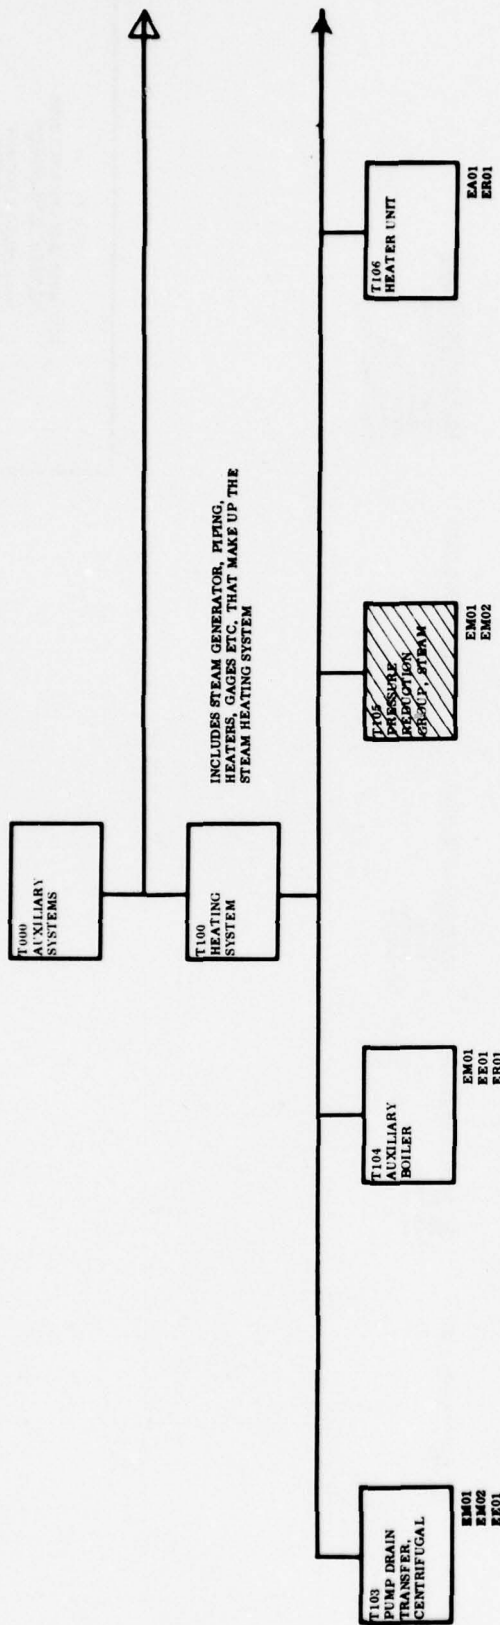 T000
AUXILIARY
SYSTEMS
T100
HEATING
SYSTEM
INCLUDES STEAM GENERATOR, PIPING,
HEATERS, GAGES ETC, THAT MAKE UP THE
STEAM HEATING SYSTEM
T103
PUMP DRAIN
TRANSFER,
CENTRIFUGAL
EM01
EM02
EE01
T104
AUXILIARY
BOILER
EM01
EE01
ER01
T105
PRESSURE
REDUCTION
GROUP, STEAM
EM01
EM02
T106
HEATER UNIT
EA01
ER01